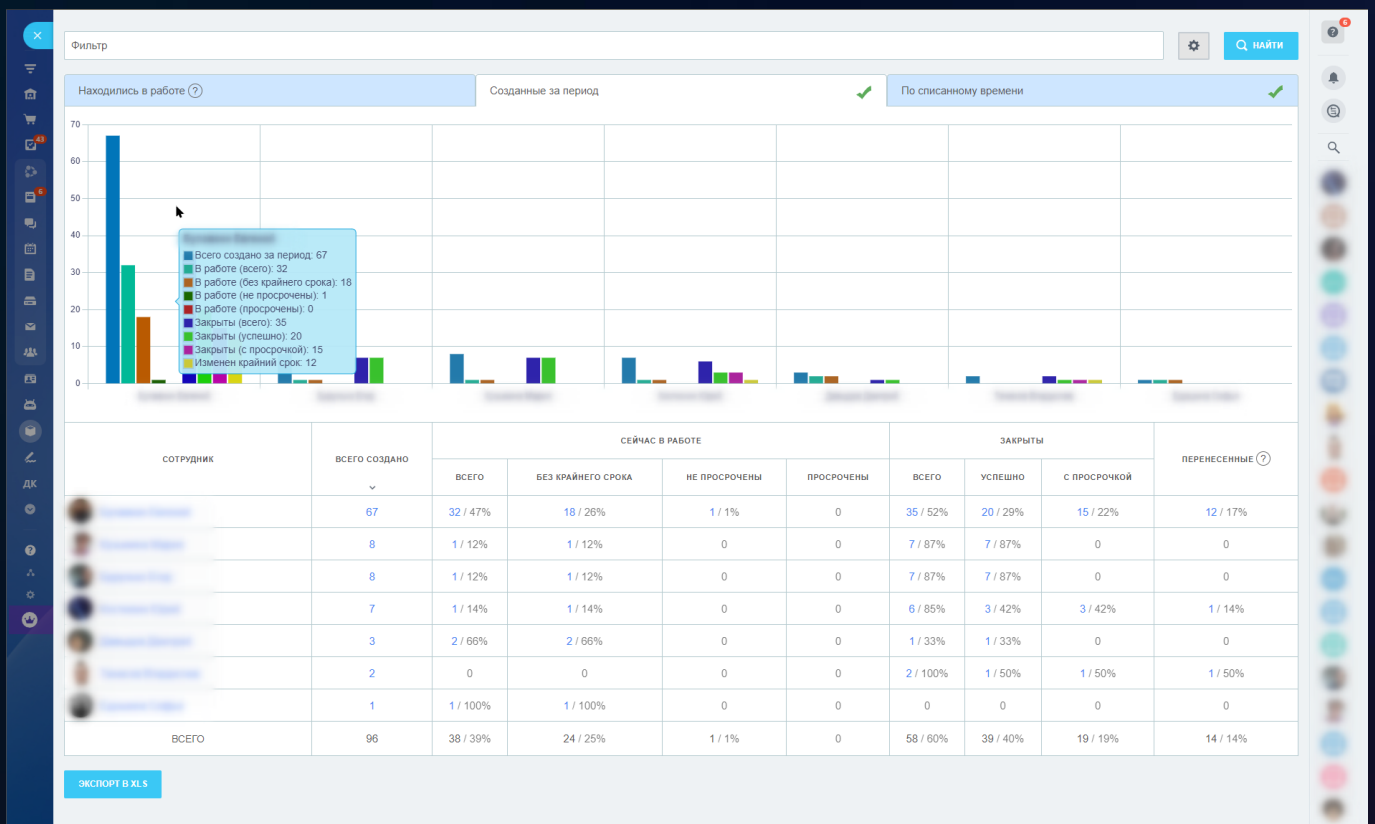 6
Фильтр
НАЙТИ
Находились в работе ?
Созданные за период
По списанному времени
43
6
ДК
70
60
50
40
30
20
10
0
Всего создано за период: 67
В работе (всего): 32
В работе (без крайнего срока): 18
В работе (не просрочены): 1
В работе (просрочены): 0
Закрыты (всего): 35
Закрыты (успешно): 20
Закрыты (с просрочкой): 15
Изменен крайний срок: 12
СОТРУДНИК
ВСЕГО СОЗДАНО
СЕЙЧАС В РАБОТЕ
ЗАКРЫТЫ
ПЕРЕНЕСЕННЫЕ ?
ВСЕГО БЕЗ КРАЙНЕГО СРОКА НЕ ПРОСРОЧЕНЫ ПРОСРОЧЕНЫ ВСЕГО УСПЕШНО С ПРОСРОЧКОЙ
67 32 / 47% 18 / 26% 1 / 1% 0 35 / 52% 20 / 29% 15 / 22% 12 / 17%
8 1 / 12% 1 / 12% 0 0 7 / 87% 7 / 87% 0 0
8 1 / 12% 1 / 12% 0 0 7 / 87% 7 / 87% 0 0
7 1 / 14% 1 / 14% 0 0 6 / 85% 3 / 42% 3 / 42% 1 / 14%
3 2 / 66% 2 / 66% 0 0 1 / 33% 1 / 33% 0 0
2 0 0 0 0 2 / 100% 1 / 50% 1 / 50% 1 / 50%
1 1 / 100% 1 / 100% 0 0 0 0 0 0
ВСЕГО 96 38 / 39% 24 / 25% 1 / 1% 0 58 / 60% 39 / 40% 19 / 19% 14 / 14%
ЭКСПОРТ В XLS